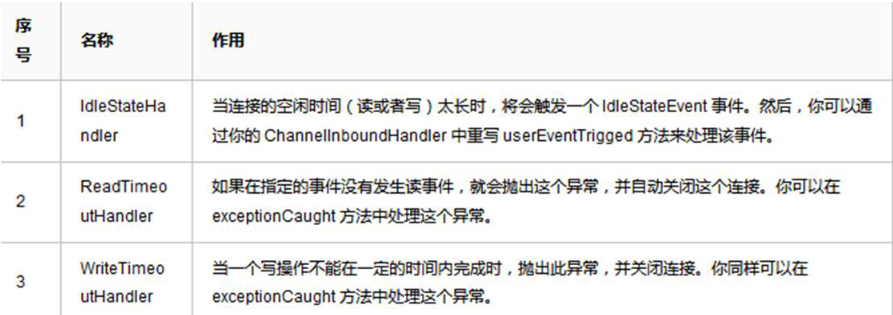 序
号
名称
作用
1
IdleStateHa
ndler
当连接的空闲时间（读或者写）太长时，将会触发一个 IdleStateEvent 事件。然后，你可以通
过你的 ChannelInboundHandler 中重写 userEventTrigged 方法来处理该事件。
2
ReadTimeo
utHandler
如果在指定的事件没有发生读事件，就会抛出这个异常，并自动关闭这个连接。你可以在
exceptionCaught 方法中处理这个异常。
3
WriteTimeo
utHandler
当一个写操作不能在一定的时间内完成时，抛出此异常，并关闭连接。你同样可以在
exceptionCaught 方法中处理这个异常。